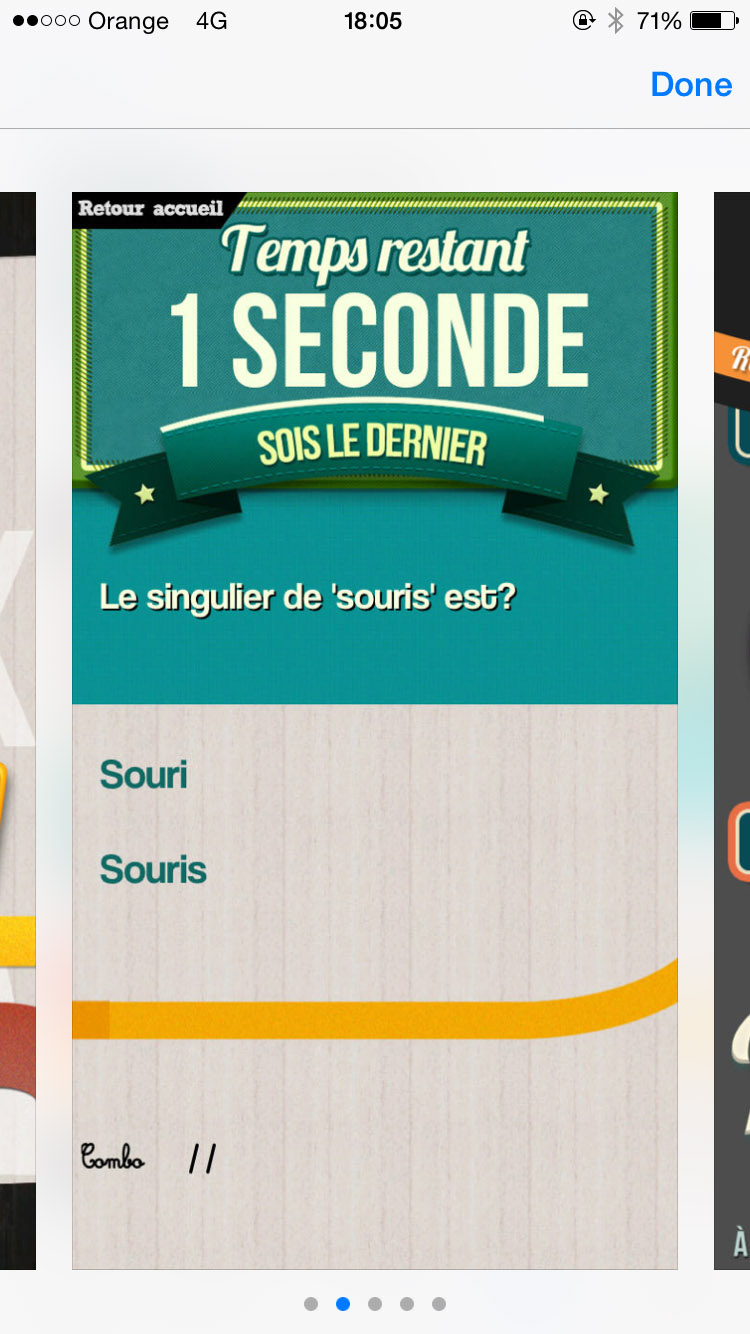 Orange 4G 18:05 71%
Done
Retour accueil
Temps restant
1 SECONDE
SOIS LE DERNIER
Le singulier de 'souris' est?
Souri
Souris
Combo //
À